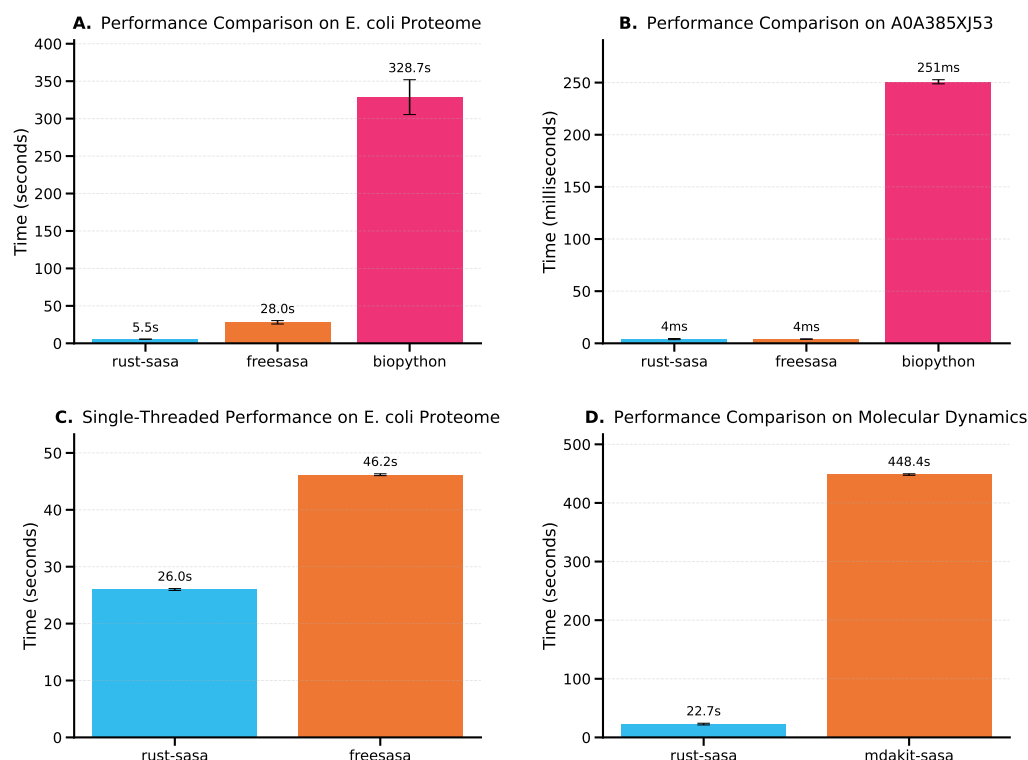 A. Performance Comparison on E. coli Proteome
Time (seconds)
400
350
300
250
200
150
100
50
0
5.5s
28.0s
328.7s
rust-sasa
freesasa
biopython
B. Performance Comparison on A0A385XJ53
Time (milliseconds)
250
200
150
100
50
0
4ms
4ms
251ms
rust-sasa
freesasa
biopython
C. Single-Threaded Performance on E. coli Proteome
Time (seconds)
50
40
30
20
10
0
26.0s
46.2s
rust-sasa
freesasa
D. Performance Comparison on Molecular Dynamics
Time (seconds)
500
400
300
200
100
0
22.7s
448.4s
rust-sasa
mdakit-sasa